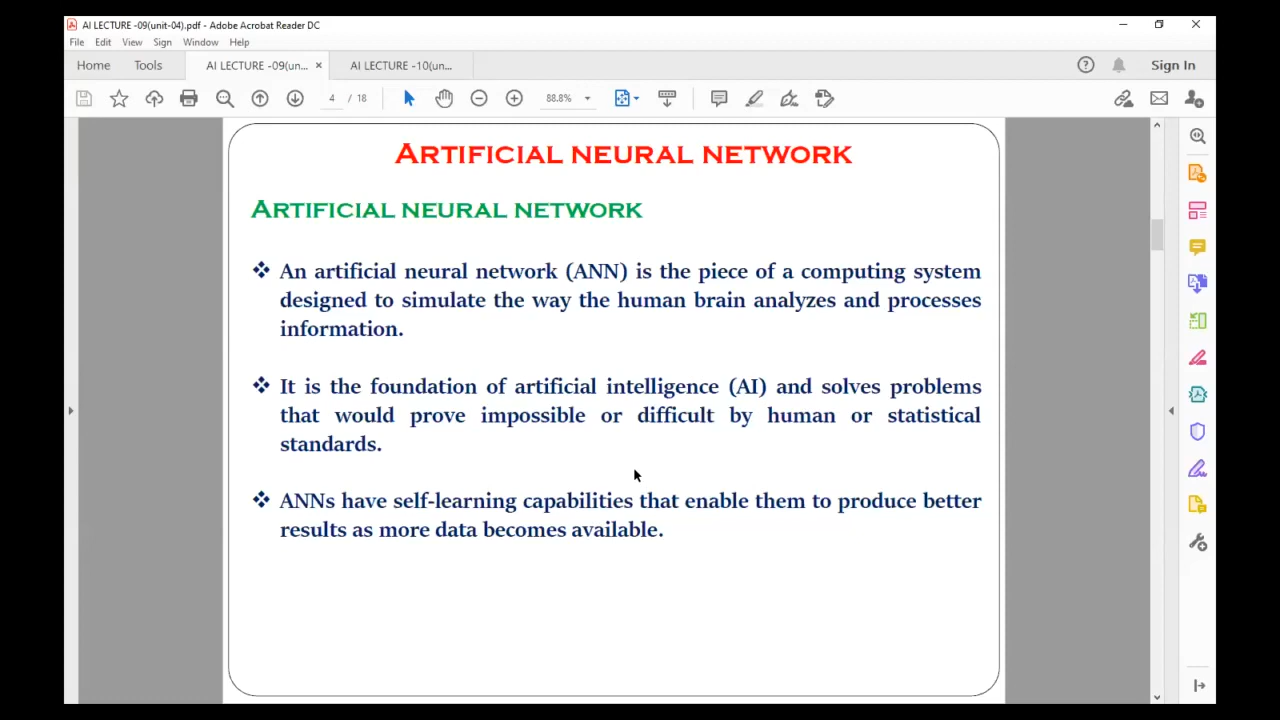 AI LECTURE -09(unit-04).pdf - Adobe Acrobat Reader DC
File Edit View Sign Window Help
Home Tools AI LECTURE -09(un... × AI LECTURE -10(un... Sign In
4 / 18 88.8%
ARTIFICIAL NEURAL NETWORK
ARTIFICIAL NEURAL NETWORK
An artificial neural network (ANN) is the piece of a computing system
designed to simulate the way the human brain analyzes and processes
information.
It is the foundation of artificial intelligence (AI) and solves problems
that would prove impossible or difficult by human or statistical
standards.
ANNs have self-learning capabilities that enable them to produce better
results as more data becomes available.